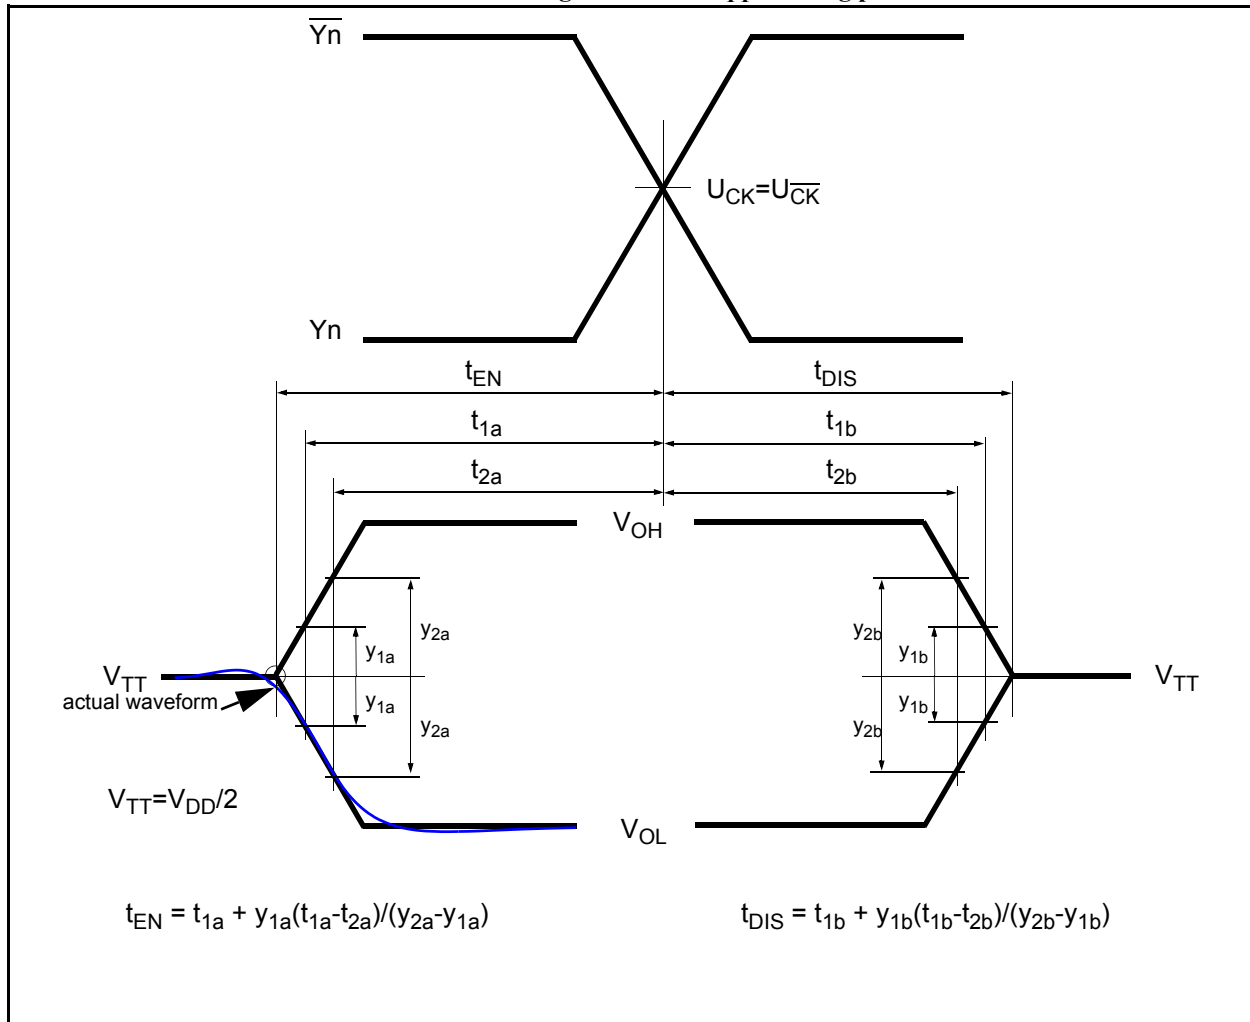 Y̅n̅
U_CK=U_C̅K̅
Yn
t_EN t_DIS
t_1a t_1b
t_2a t_2b
V_OH
y_2a y_2b
y_1a y_1b
V_TT V_TT
actual waveform
y_1a y_1b
y_2a y_2b
V_TT=V_DD/2
V_OL
t_EN = t_1a + y_1a(t_1a-t_2a)/(y_2a-y_1a)
t_DIS = t_1b + y_1b(t_1b-t_2b)/(y_2b-y_1b)